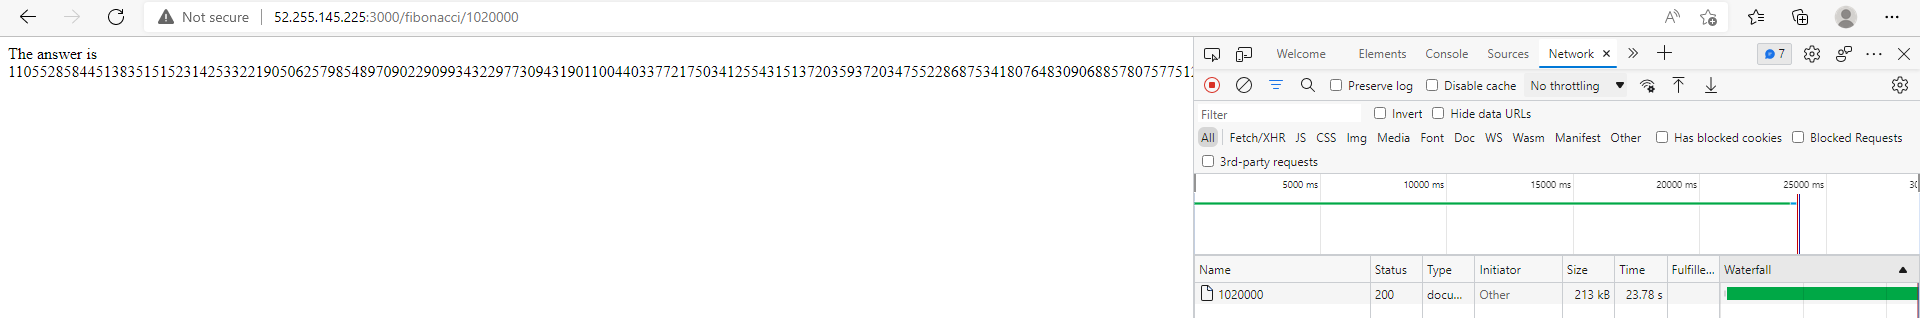 Not secure 52.255.145.225:3000/fibonacci/1020000
The answer is
Welcome Elements Console Sources Network 7
Preserve log Disable cache No throttling
Filter Invert Hide data URLs
All Fetch/XHR JS CSS Img Media Font Doc WS Wasm Manifest Other Has blocked cookies Blocked Requests
3rd-party requests
5000 ms 10000 ms 15000 ms 20000 ms 25000 ms
Name Status Type Initiator Size Time Fulfille... Waterfall
1020000 200 docu... Other 213 kB 23.78 s